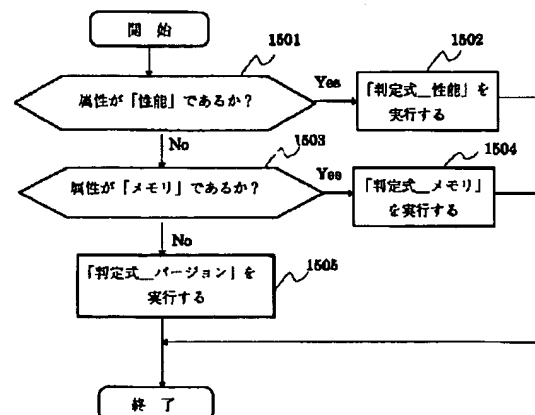 開 始
1501
属性が「性能」であるか?
Yes
1502
「判定式__性能」を
実行する
No
1503
属性が「メモリ」であるか?
Yes
1504
「判定式__メモリ」
を実行する
No
1505
「判定式__バージョン」を
実行する
終 了